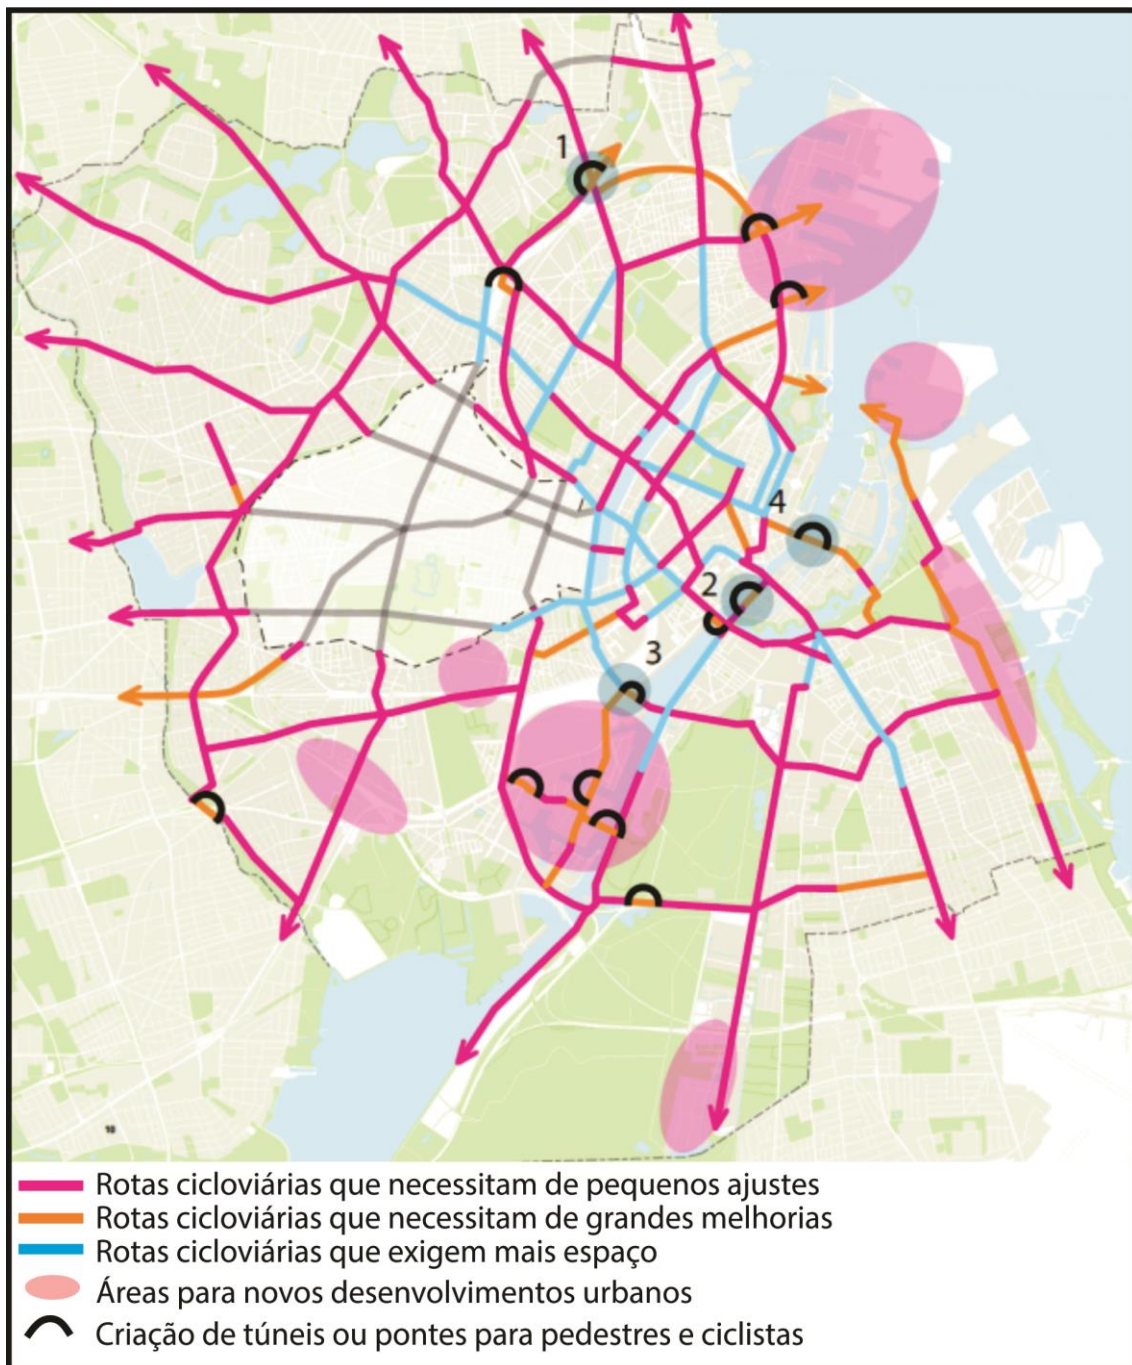 1
4
2
3
18
Rotas cicloviárias que necessitam de pequenos ajustes
Rotas cicloviárias que necessitam de grandes melhorias
Rotas cicloviárias que exigem mais espaço
Áreas para novos desenvolvimentos urbanos
Criação de túneis ou pontes para pedestres e ciclistas